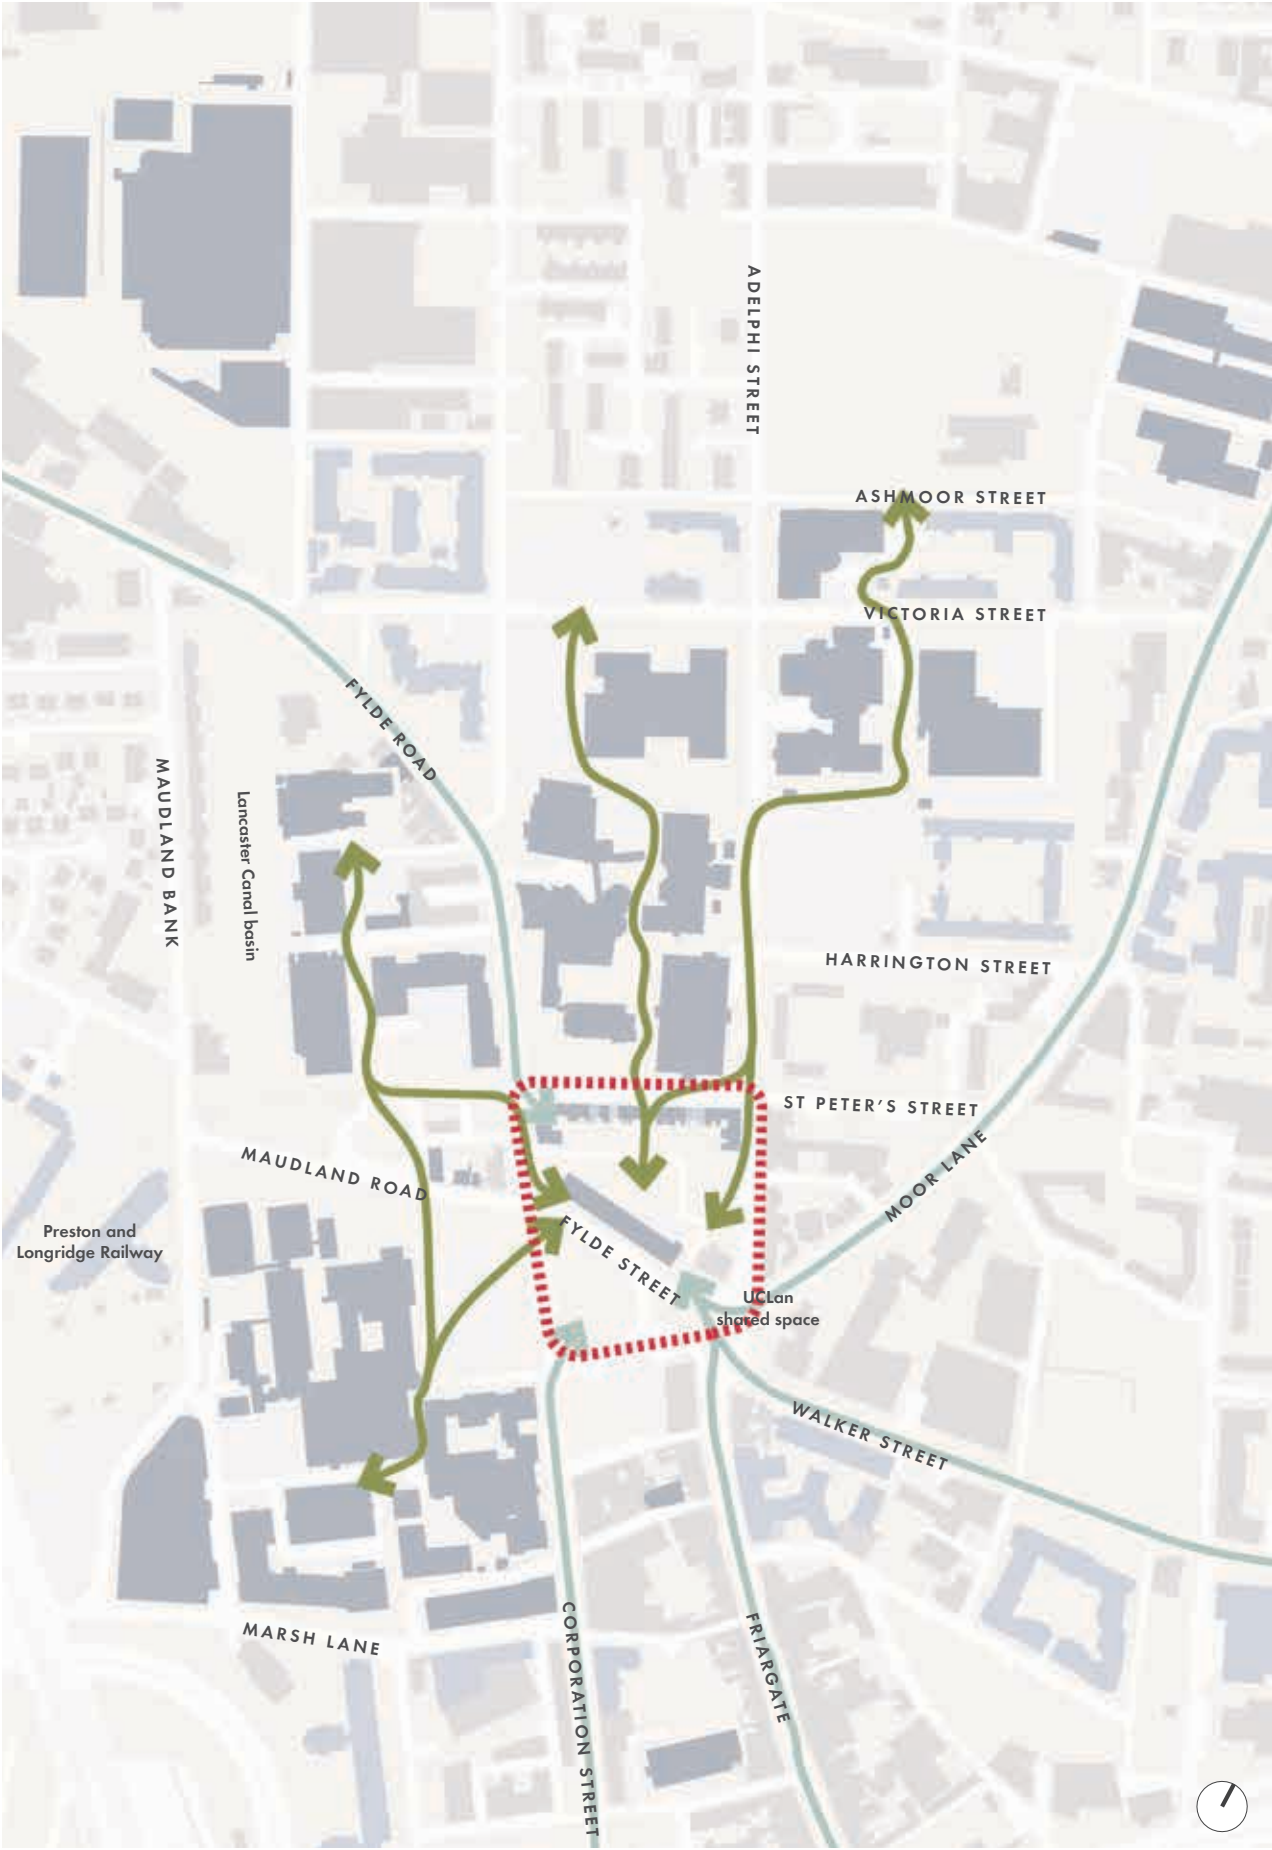 ADELPHI STREET
ASHMOOR STREET
VICTORIA STREET
FYLDE ROAD
MAUDLAND BANK
Lancaster Canal basin
HARRINGTON STREET
ST PETER'S STREET
MOOR LANE
MAUDLAND ROAD
Preston and
Longridge Railway
FYLDE STREET
UCLan
shared space
WALKER STREET
MARSH LANE
CORPORATION STREET
FRIARGATE